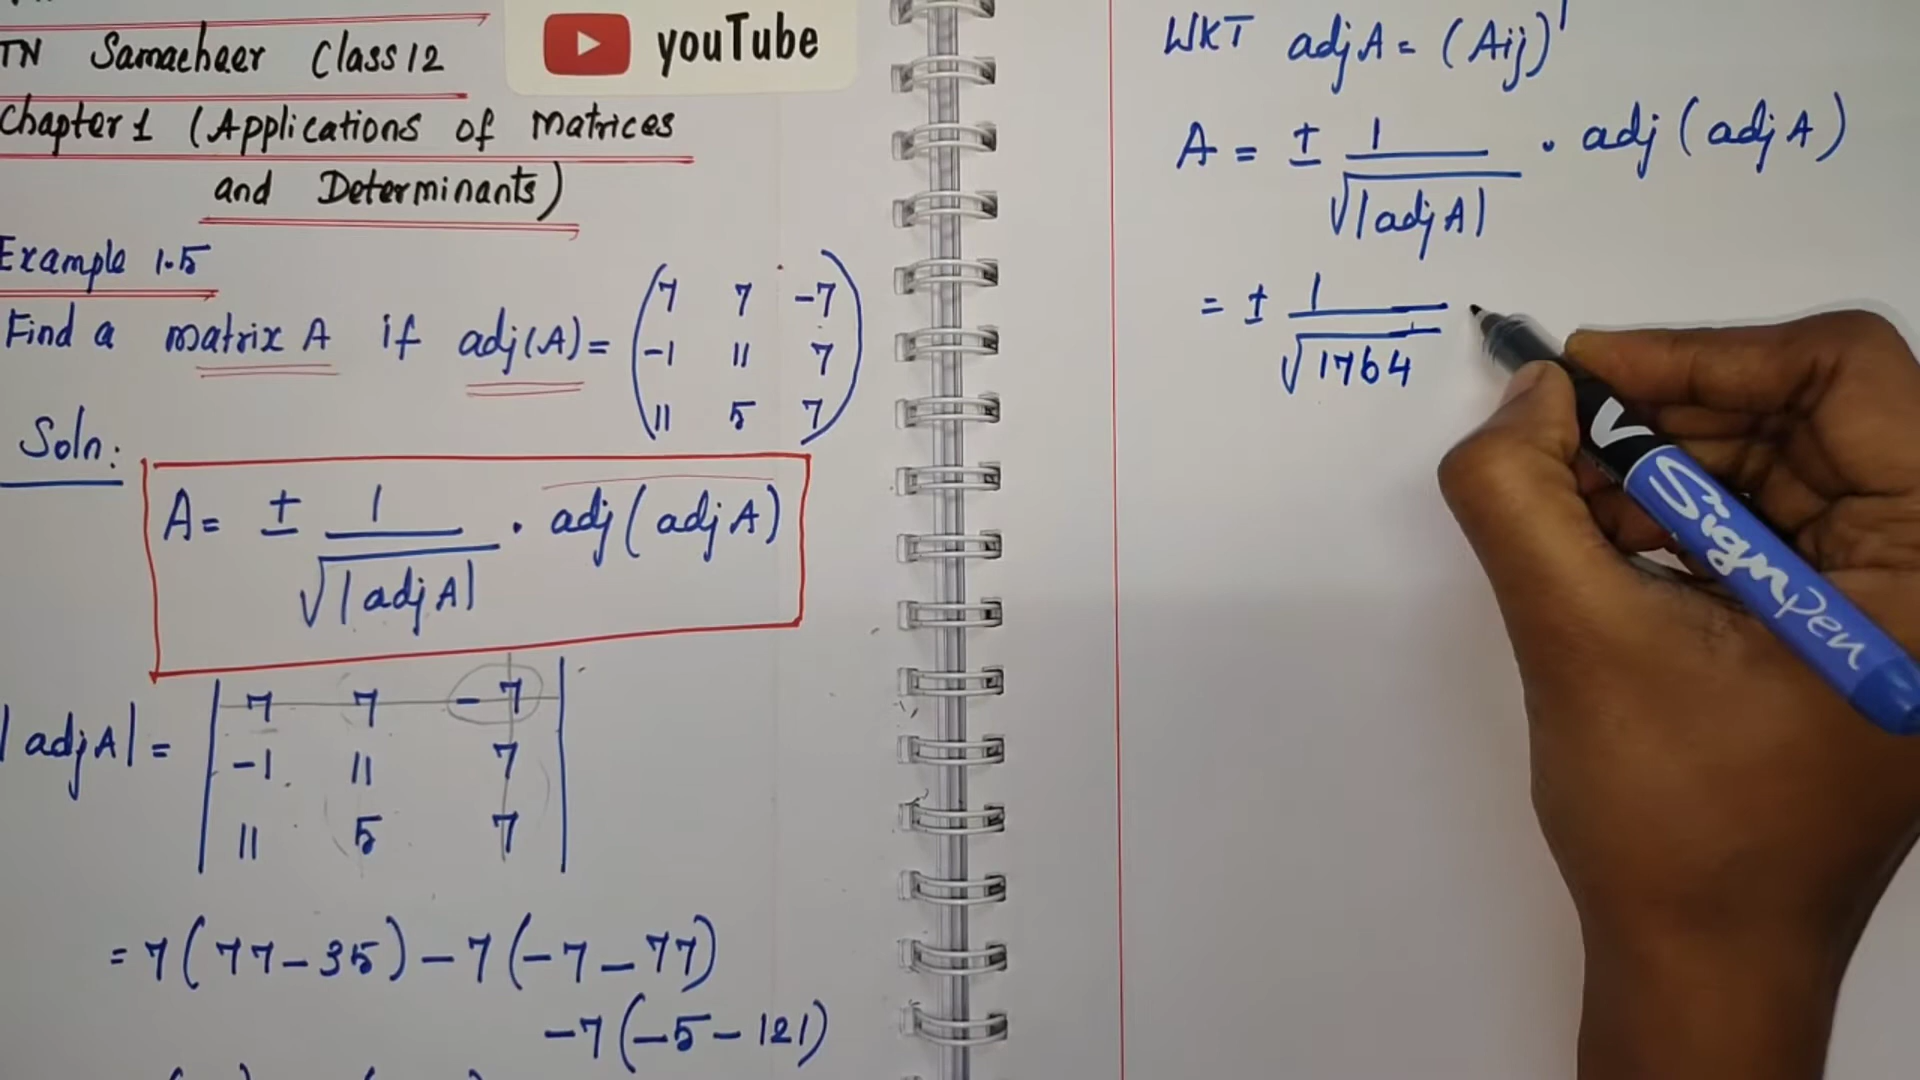 TN Samacheer Class 12
Chapter 1 (Applications of Matrices
and Determinants)
Example 1.5
Find a matrix A if adj(A) = (7 7 -7
-1 11 7
11 5 7)
Soln:
A = ± 1/√|adj A| . adj (adj A)
|adj A| = |7 7 -7|
|-1 11 7|
|11 5 7|
= 7(77-35) -7(-7-77)
-7(-5-121)
YouTube
WKT adj A = (Aij)'
A = ± 1/√|adj A| . adj (adj A)
= ± 1/√1764
Signpen